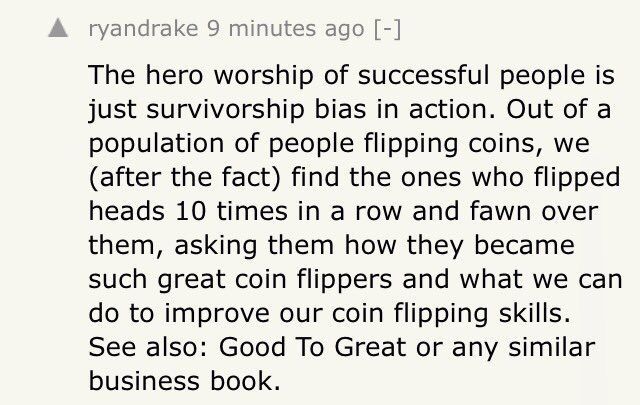 ryandrake 9 minutes ago [-]
The hero worship of successful people is
just survivorship bias in action. Out of a
population of people flipping coins, we
(after the fact) find the ones who flipped
heads 10 times in a row and fawn over
them, asking them how they became
such great coin flippers and what we can
do to improve our coin flipping skills.
See also: Good To Great or any similar
business book.